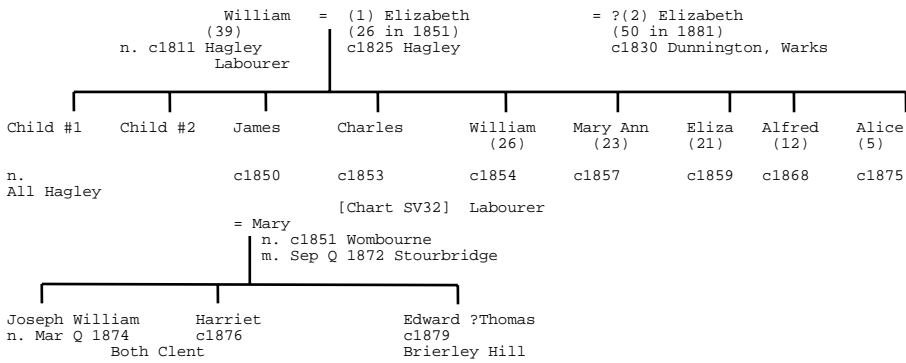 William = (1) Elizabeth = ?(2) Elizabeth
(39) (26 in 1851) (50 in 1881)
n. c1811 Hagley c1825 Hagley c1830 Dunnington, Warks
Labourer
Child #1 Child #2 James Charles William Mary Ann Eliza Alfred Alice
(26) (23) (21) (12) (5)
n. c1850 c1853 c1854 c1857 c1859 c1868 c1875
All Hagley
[Chart SV32] Labourer
= Mary
n. c1851 Wombourne
m. Sep Q 1872 Stourbridge
Joseph William Harriet Edward ?Thomas
n. Mar Q 1874 c1876 c1879
Both Clent Brierley Hill